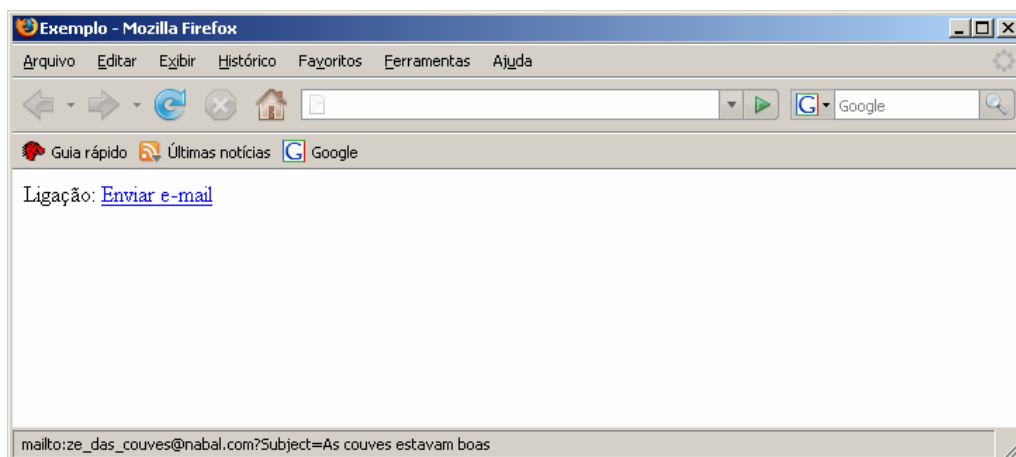 Exemplo - Mozilla Firefox
Arquivo Editar Exibir Histórico Favoritos Ferramentas Ajuda
G Google
Guia rápido Últimas notícias G Google
Ligação: Enviar e-mail
mailto:ze_das_couves@nabal.com?Subject=As couves estavam boas